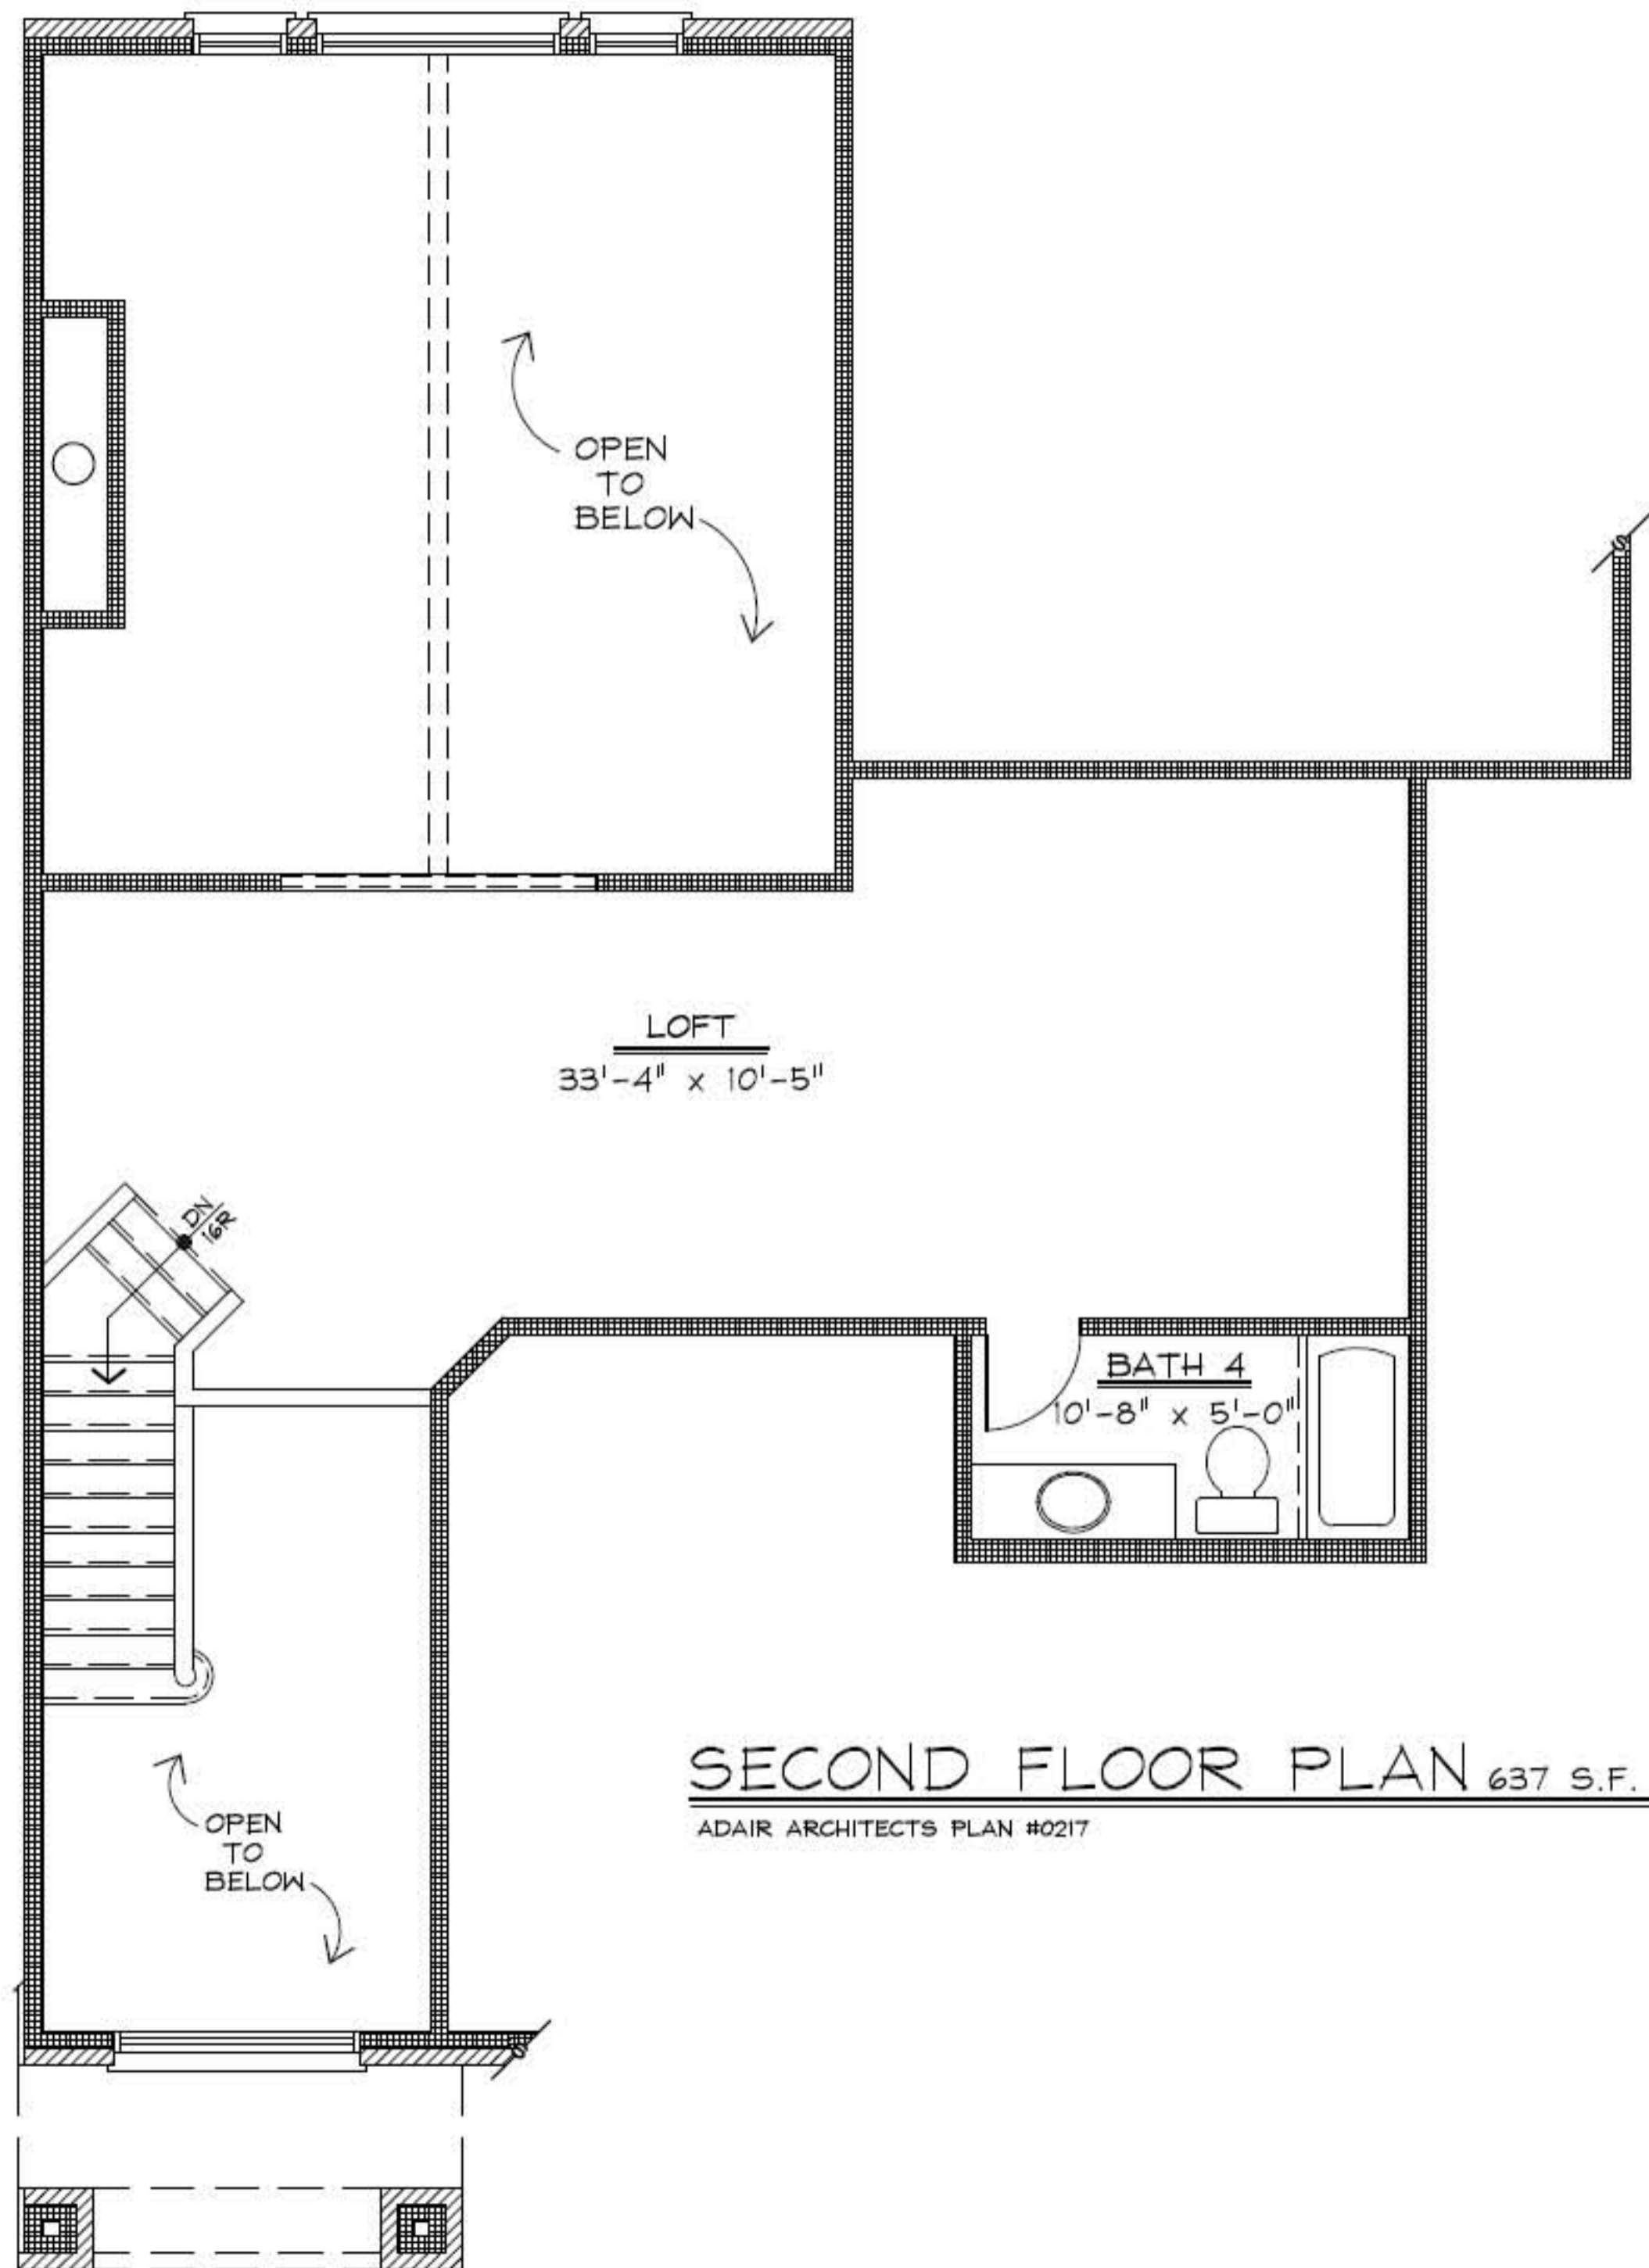 OPEN
TO
BELOW
LOFT
33'-4" x 10'-5"
DN
16R
BATH 4
10'-8" x 5'-0"
SECOND FLOOR PLAN 637 S.F.
ADAIR ARCHITECTS PLAN #0217
OPEN
TO
BELOW